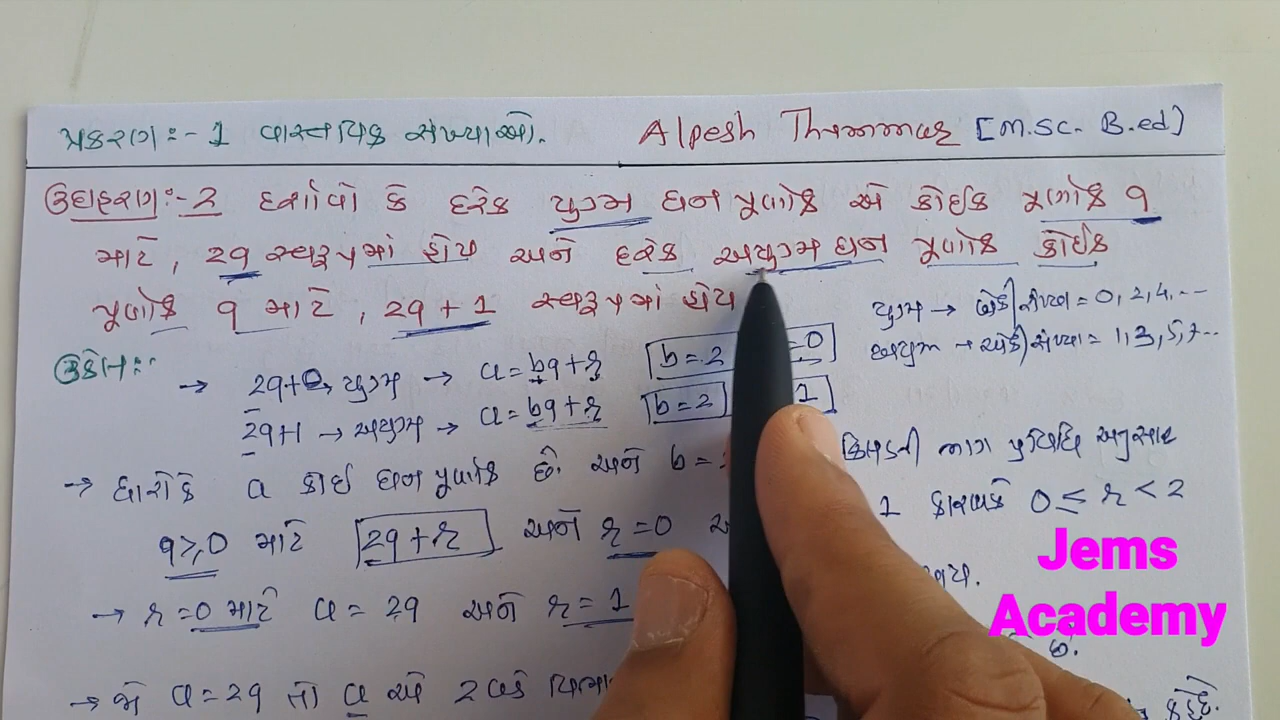 પ્રકરણ:- 1 વાસ્તવિક સંખ્યાઓ. Alpesh Thummar [M.sc. B.ed]
ઉદાહરણ:- 2 દર્શાવો કે દરેક યુગ્મ ધન પૂર્ણાંક એ કોઈક પૂર્ણાંક q
માટે, 2q સ્વરૂપમાં હોય અને દરેક અયુગ્મ ધન પૂર્ણાંક કોઈક
પૂર્ણાંક q માટે, 2q + 1 સ્વરૂપમાં હોય
યુગ્મ → બેકી સંખ્યા = 0, 2, 4, ...
અયુગ્મ → એકી સંખ્યા = 1, 3, 5, 7...
ઉકેલ:-
→ 2q+0, યુગ્મ → a = bq + r b = 2 = 0
2q+1 → અયુગ્મ → a = bq + r b = 2 1
→ ધારોકે a કોઈ ધન પૂર્ણાંક છે. અને b = ભાગ પ્રવિધિ અનુસાર
q ≥ 0 માટે 2q + r અને r = 0 1 કારણકે 0 ≤ r < 2
→ r = 0 માટે a = 2q અને r = 1
→ જો a = 2q તો a એ 2 વડે
છે.
Jems
Academy